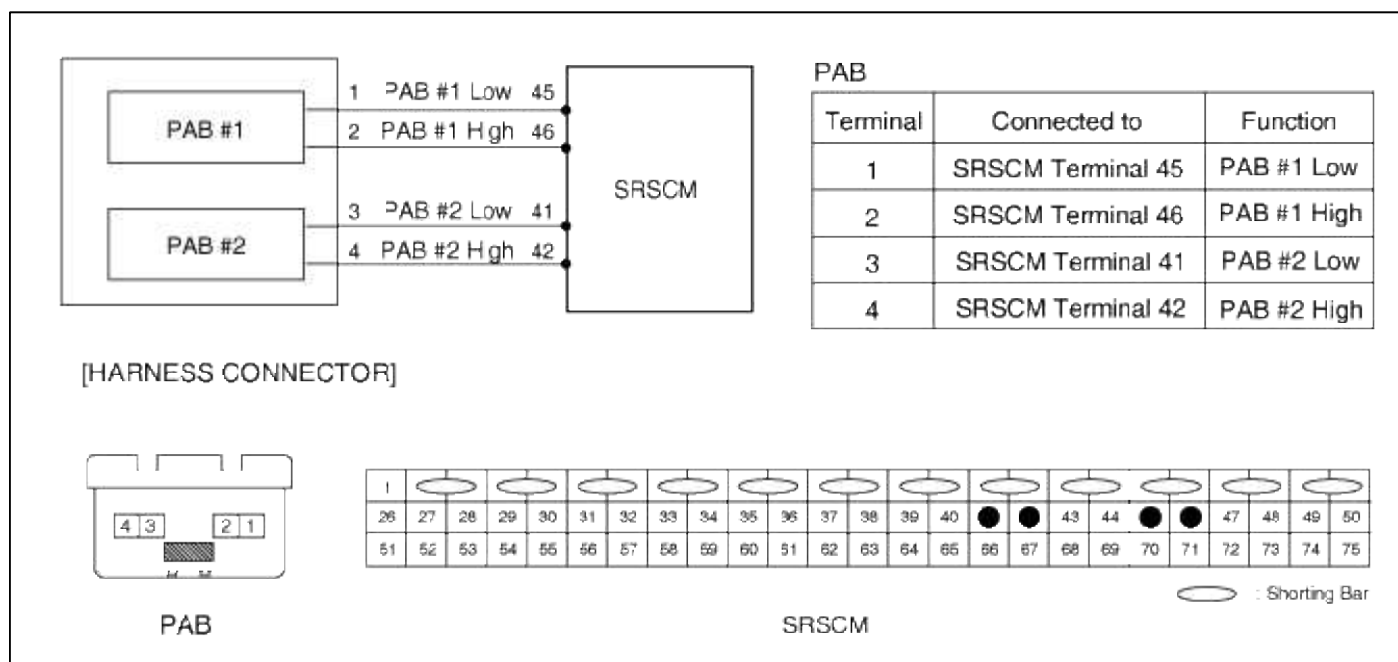 1 PAB #1 Low 45
PAB #1
2 PAB #1 High 46
SRSCM
3 PAB #2 Low 41
PAB #2
4 PAB #2 High 42
PAB
Terminal Connected to Function
1 SRSCM Terminal 45 PAB #1 Low
2 SRSCM Terminal 46 PAB #1 High
3 SRSCM Terminal 41 PAB #2 Low
4 SRSCM Terminal 42 PAB #2 High
[HARNESS CONNECTOR]
4 3 2 1
PAB
1
26 27 28 29 30 31 32 33 34 35 36 37 38 39 40 43 44 47 48 49 50
51 52 53 54 55 56 57 58 59 60 61 62 63 64 65 66 67 68 69 70 71 72 73 74 75
: Shorting Bar
SRSCM